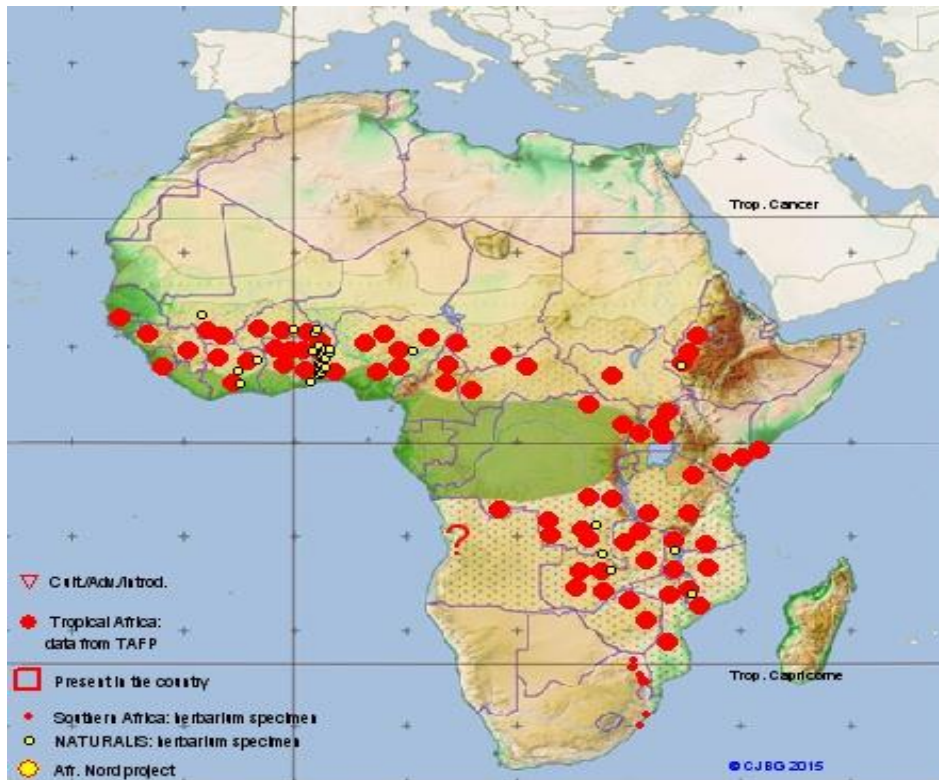 Trop. Cancer
?
Cult./Adv./Introd.
Tropical Africa:
data from TAFP
Present in the country
Trop. Capricorne
Southern Africa: herbarium specimen
NATURALIS: herbarium specimen
Afr. Nord project
© CJBG 2015